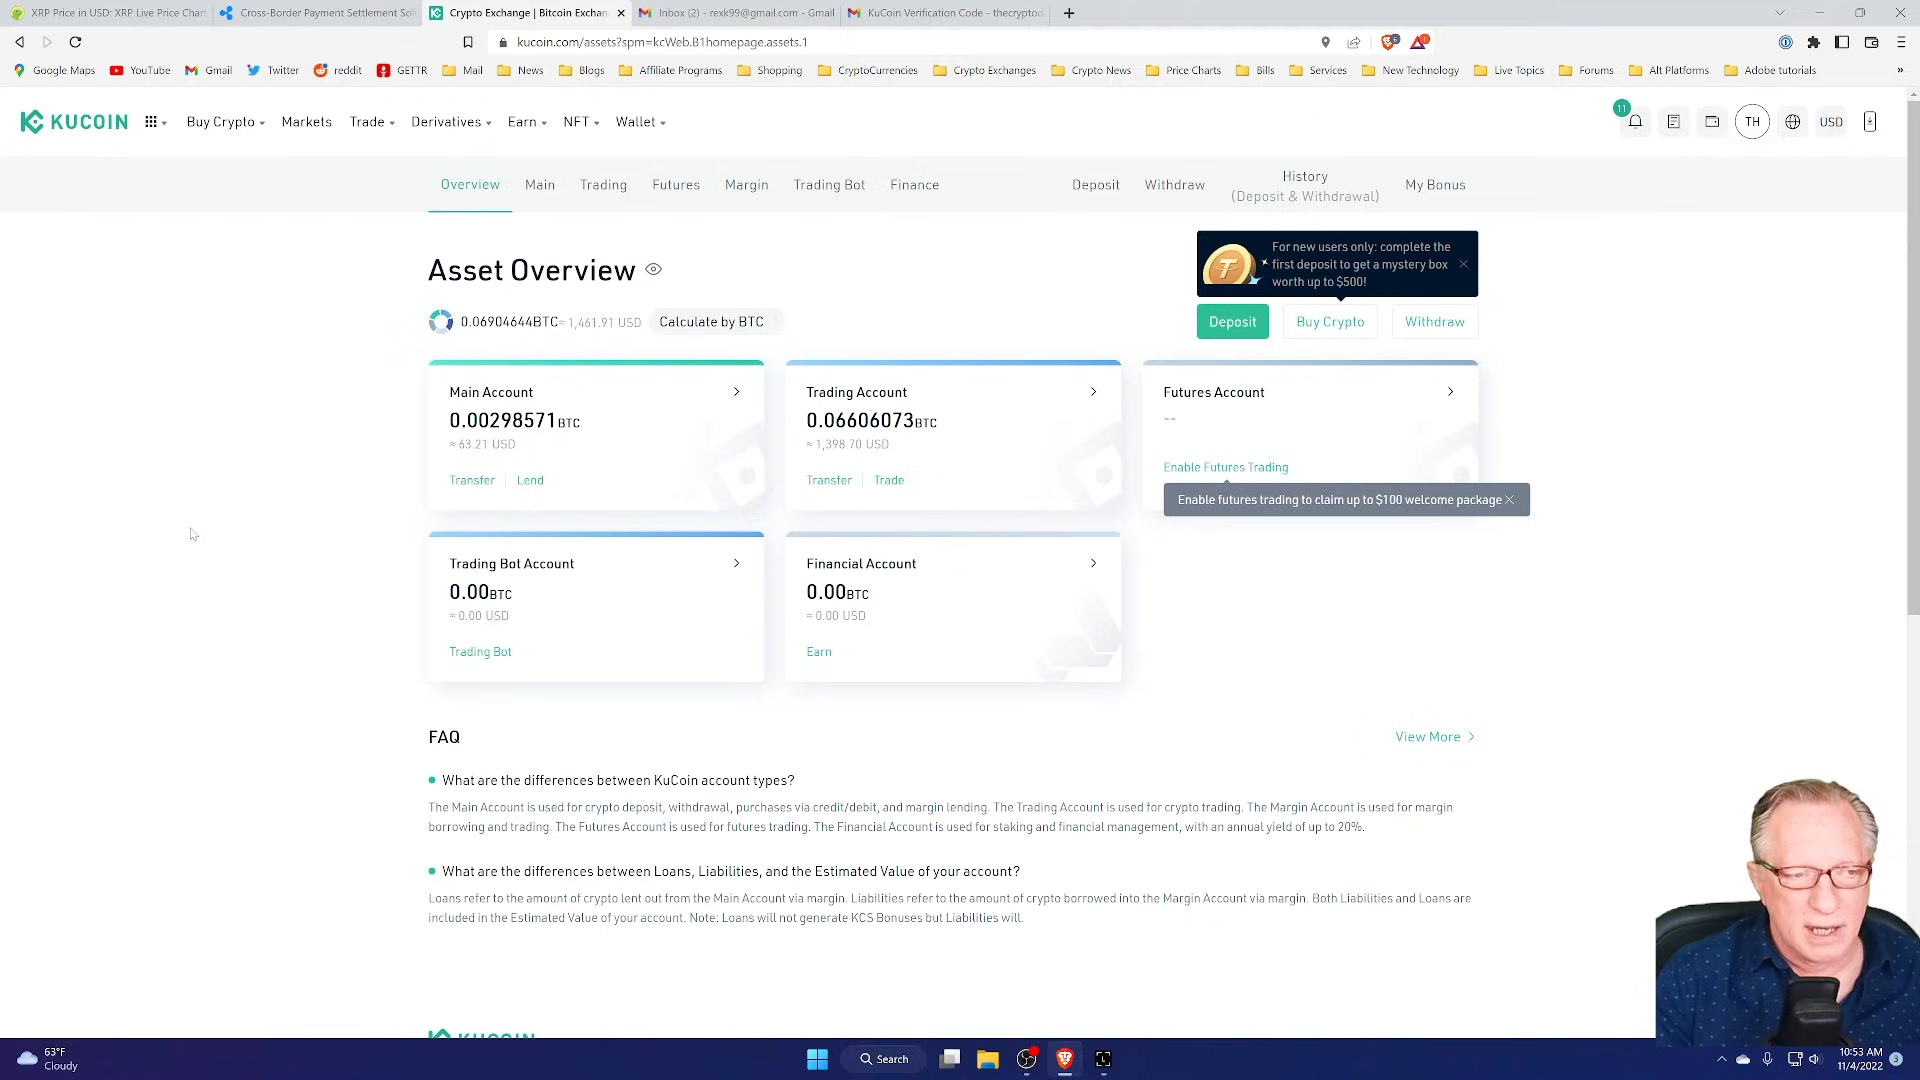 XRP Price in USD: XRP Live Price Chart
Cross-Border Payment Settlement Sol
Crypto Exchange | Bitcoin Exchan
Inbox (2) - rexk99@gmail.com - Gmail
KuCoin Verification Code - thecryptod
kucoin.com/assets?spm=kcWeb.B1homepage.assets.1
Google Maps YouTube Gmail Twitter reddit GETTR Mail News Blogs Affiliate Programs Shopping CryptoCurrencies Crypto Exchanges Crypto News Price Charts Bills Services New Technology Live Topics Forums Alt Platforms Adobe tutorials »
KUCOIN Buy Crypto Markets Trade Derivatives Earn NFT Wallet 11 TH USD
Overview Main Trading Futures Margin Trading Bot Finance Deposit Withdraw History My Bonus
(Deposit & Withdrawal)
For new users only: complete the
first deposit to get a mystery box
worth up to $500!
Asset Overview
0.06904644BTC≈ 1,461.91 USD Calculate by BTC
Deposit Buy Crypto Withdraw
Main Account
0.00298571BTC
≈ 63.21 USD
Transfer | Lend
Trading Account
0.06606073BTC
≈ 1,398.70 USD
Transfer | Trade
Futures Account
--
Enable Futures Trading
Enable futures trading to claim up to $100 welcome package
Trading Bot Account
0.00BTC
≈ 0.00 USD
Trading Bot
Financial Account
0.00BTC
≈ 0.00 USD
Earn
FAQ
View More
What are the differences between KuCoin account types?
The Main Account is used for crypto deposit, withdrawal, purchases via credit/debit, and margin lending. The Trading Account is used for crypto trading. The Margin Account is used for margin
borrowing and trading. The Futures Account is used for futures trading. The Financial Account is used for staking and financial management, with an annual yield of up to 20%.
What are the differences between Loans, Liabilities, and the Estimated Value of your account?
Loans refer to the amount of crypto lent out from the Main Account via margin. Liabilities refer to the amount of crypto borrowed into the Margin Account via margin. Both Liabilities and Loans are
included in the Estimated Value of your account. Note: Loans will not generate KCS Bonuses but Liabilities will.
KUCOIN
63°F
Cloudy
Search
10:53 AM
11/4/2022
3